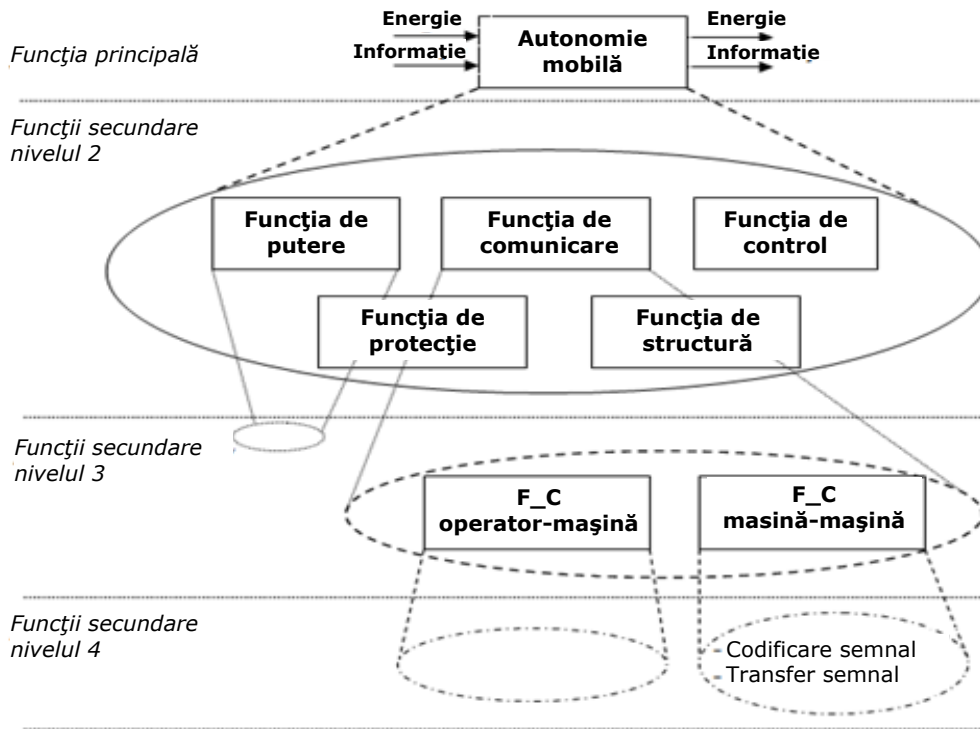 Funcţia principală
Energie
Informatie
Autonomie
mobilă
Energie
Informatie
Funcţii secundare
nivelul 2
Funcţia de
putere
Funcţia de
comunicare
Funcţia de
control
Funcţia de
protecţie
Funcţia de
structură
Funcţii secundare
nivelul 3
F_C
operator-maşină
F_C
masină-maşină
Funcţii secundare
nivelul 4
-Codificare semnal
-Transfer semnal